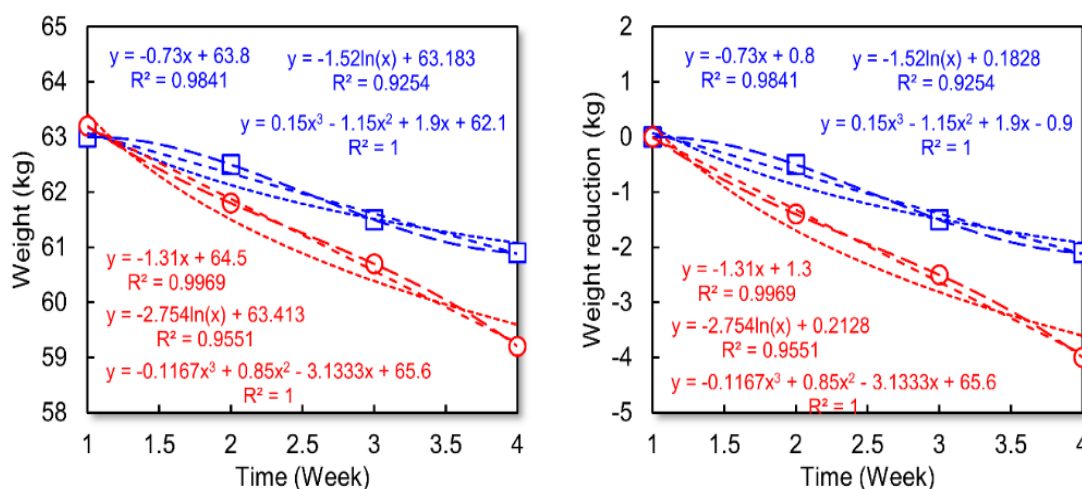 65
64
63
62
61
60
59
58
Weight (kg)
y = -0.73x + 63.8
R² = 0.9841
y = -1.52ln(x) + 63.183
R² = 0.9254
y = 0.15x³ - 1.15x² + 1.9x + 62.1
R² = 1
y = -1.31x + 64.5
R² = 0.9969
y = -2.754ln(x) + 63.413
R² = 0.9551
y = -0.1167x³ + 0.85x² - 3.1333x + 65.6
R² = 1
1 1.5 2 2.5 3 3.5 4
Time (Week)
2
1
0
-1
-2
-3
-4
-5
Weight reduction (kg)
y = -0.73x + 0.8
R² = 0.9841
y = -1.52ln(x) + 0.1828
R² = 0.9254
y = 0.15x³ - 1.15x² + 1.9x - 0.9
R² = 1
y = -1.31x + 1.3
R² = 0.9969
y = -2.754ln(x) + 0.2128
R² = 0.9551
y = -0.1167x³ + 0.85x² - 3.1333x + 65.6
R² = 1
1 1.5 2 2.5 3 3.5 4
Time (Week)